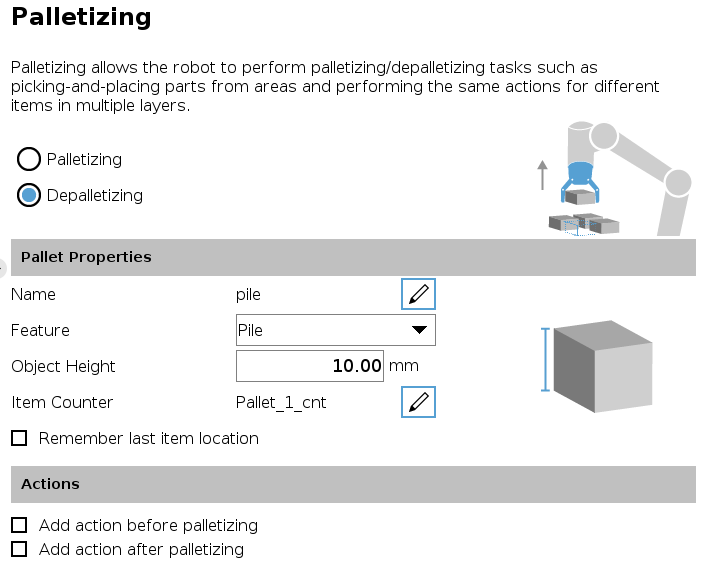 Palletizing
Palletizing allows the robot to perform palletizing/depalletizing tasks such as
picking-and-placing parts from areas and performing the same actions for different
items in multiple layers.
Palletizing
Depalletizing
Pallet Properties
Name pile
Feature Pile
Object Height 10.00 mm
Item Counter Pallet_1_cnt
Remember last item location
Actions
Add action before palletizing
Add action after palletizing